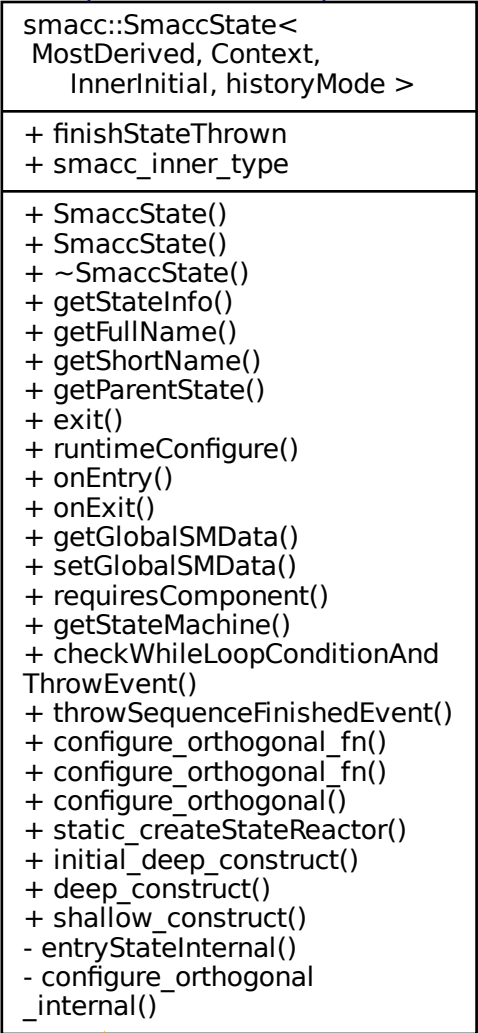 smacc::SmaccState<
MostDerived, Context,
InnerInitial, historyMode >
+ finishStateThrown
+ smacc_inner_type
+ SmaccState()
+ SmaccState()
+ ~SmaccState()
+ getStateInfo()
+ getFullName()
+ getShortName()
+ getParentState()
+ exit()
+ runtimeConfigure()
+ onEntry()
+ onExit()
+ getGlobalSMData()
+ setGlobalSMData()
+ requiresComponent()
+ getStateMachine()
+ checkWhileLoopConditionAnd
ThrowEvent()
+ throwSequenceFinishedEvent()
+ configure_orthogonal_fn()
+ configure_orthogonal_fn()
+ configure_orthogonal()
+ static_createStateReactor()
+ initial_deep_construct()
+ deep_construct()
+ shallow_construct()
- entryStateInternal()
- configure_orthogonal
_internal()